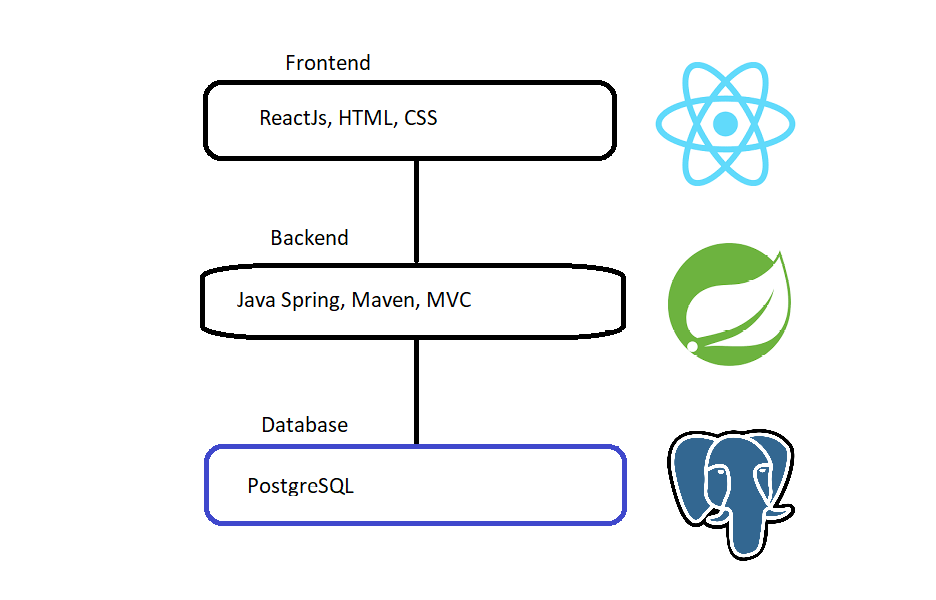 Frontend
ReactJs, HTML, CSS
Backend
Java Spring, Maven, MVC
Database
PostgreSQL